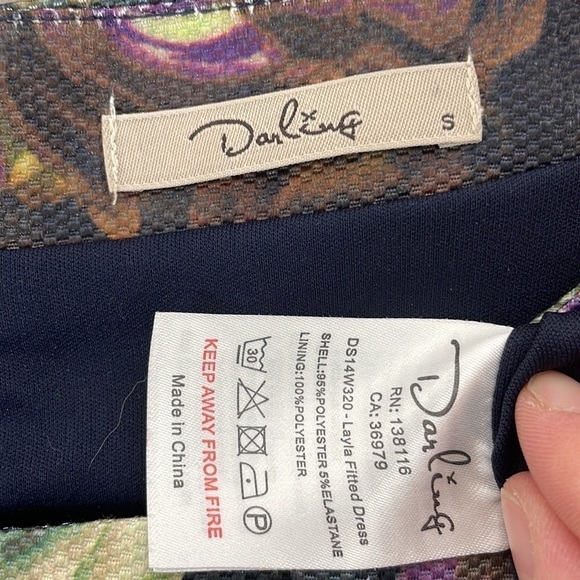 Darling
S
Darling
RN: 138116
CA: 36979
DS14W320 - Layla Fitted Dress
SHELL:95%POLYESTER 5%ELASTANE
LINING:100%POLYESTER
30
P
KEEP AWAY FROM FIRE
Made in China